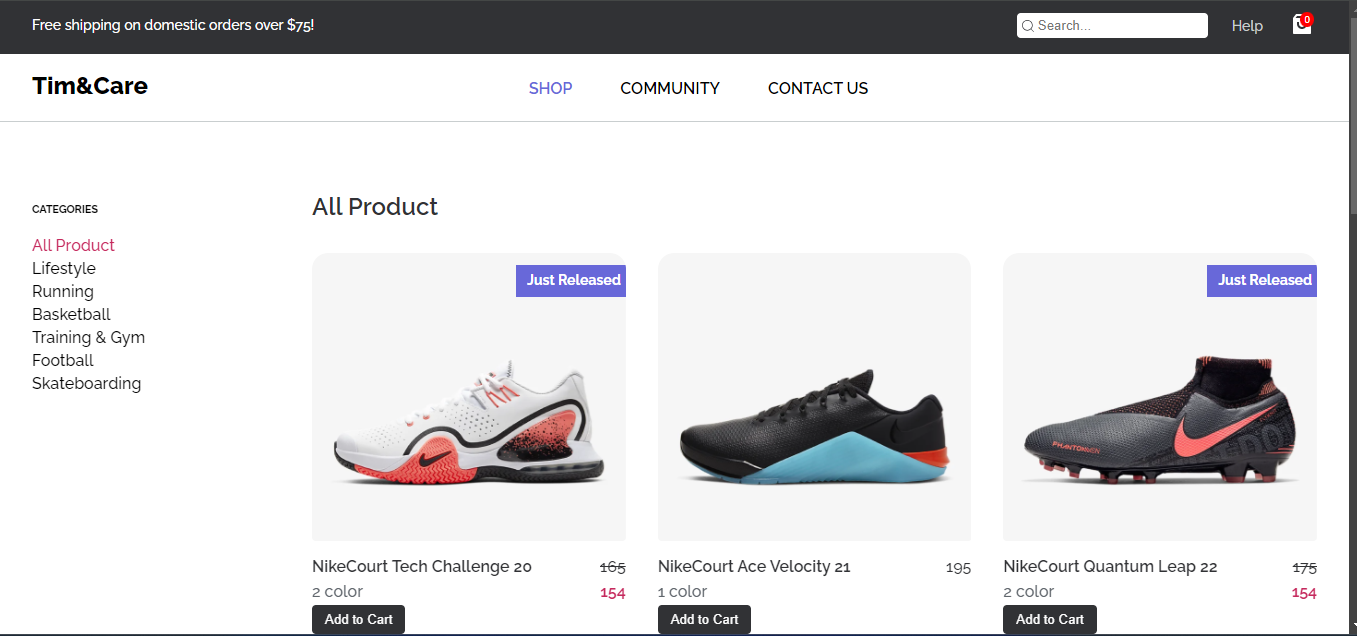 Free shipping on domestic orders over $75!
Search...
Help
0
Tim&Care
SHOP
COMMUNITY
CONTACT US
CATEGORIES
All Product
Lifestyle
Running
Basketball
Training & Gym
Football
Skateboarding
All Product
Just Released
NikeCourt Tech Challenge 20
165
2 color
154
Add to Cart
NikeCourt Ace Velocity 21
195
1 color
Add to Cart
Just Released
PHANTOMVSN
NikeCourt Quantum Leap 22
175
2 color
154
Add to Cart